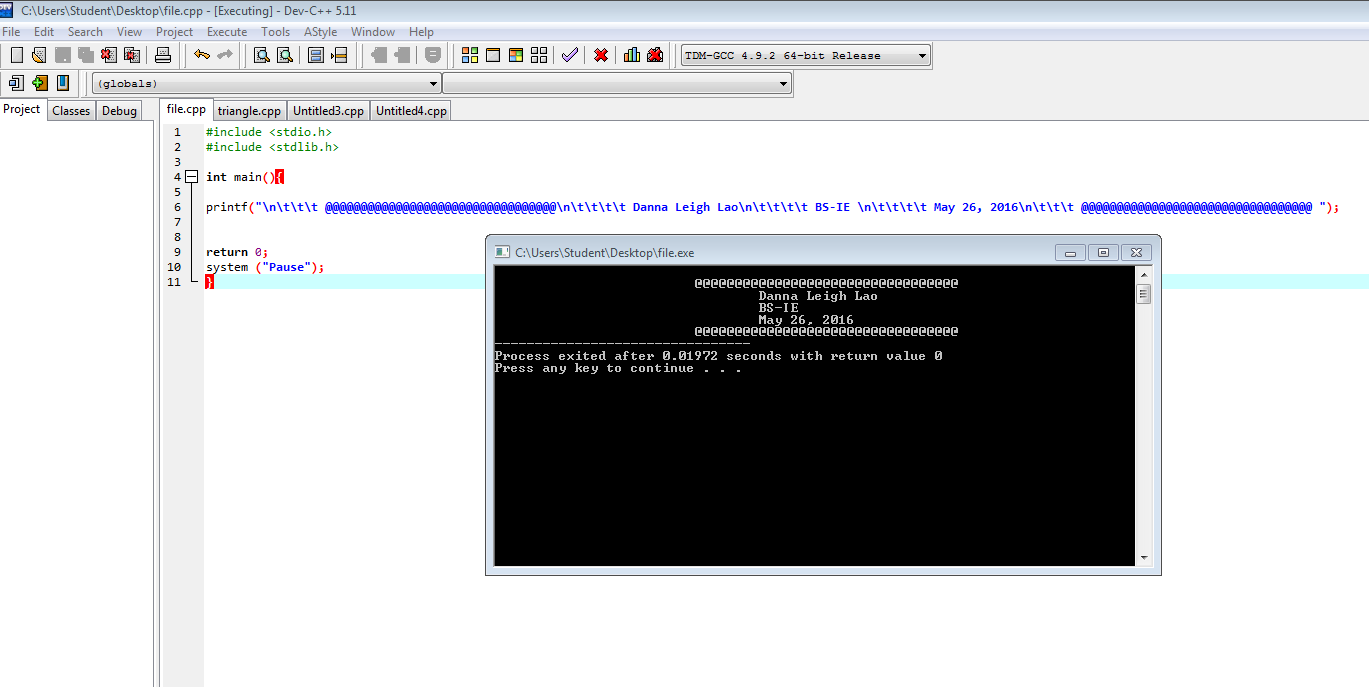 C:\Users\Student\Desktop\file.cpp - [Executing] - Dev-C++ 5.11
File Edit Search View Project Execute Tools AStyle Window Help
TDM-GCC 4.9.2 64-bit Release
(globals)
Project Classes Debug file.cpp triangle.cpp Untitled3.cpp Untitled4.cpp
1 #include <stdio.h>
2 #include <stdlib.h>
3
4 int main(){
5
6 printf("\n\t\t\t @@@@@@@@@@@@@@@@@@@@@@@@@@@@@@@@@\n\t\t\t\t Danna Leigh Lao\n\t\t\t\t BS-IE \n\t\t\t\t May 26, 2016\n\t\t\t @@@@@@@@@@@@@@@@@@@@@@@@@@@@@@@@@ ");
7
8
9 return 0;
10 system ("Pause");
11 }
C:\Users\Student\Desktop\file.exe
@@@@@@@@@@@@@@@@@@@@@@@@@@@@@@@@@
Danna Leigh Lao
BS-IE
May 26, 2016
@@@@@@@@@@@@@@@@@@@@@@@@@@@@@@@@@
--------------------------------
Process exited after 0.01972 seconds with return value 0
Press any key to continue . . .